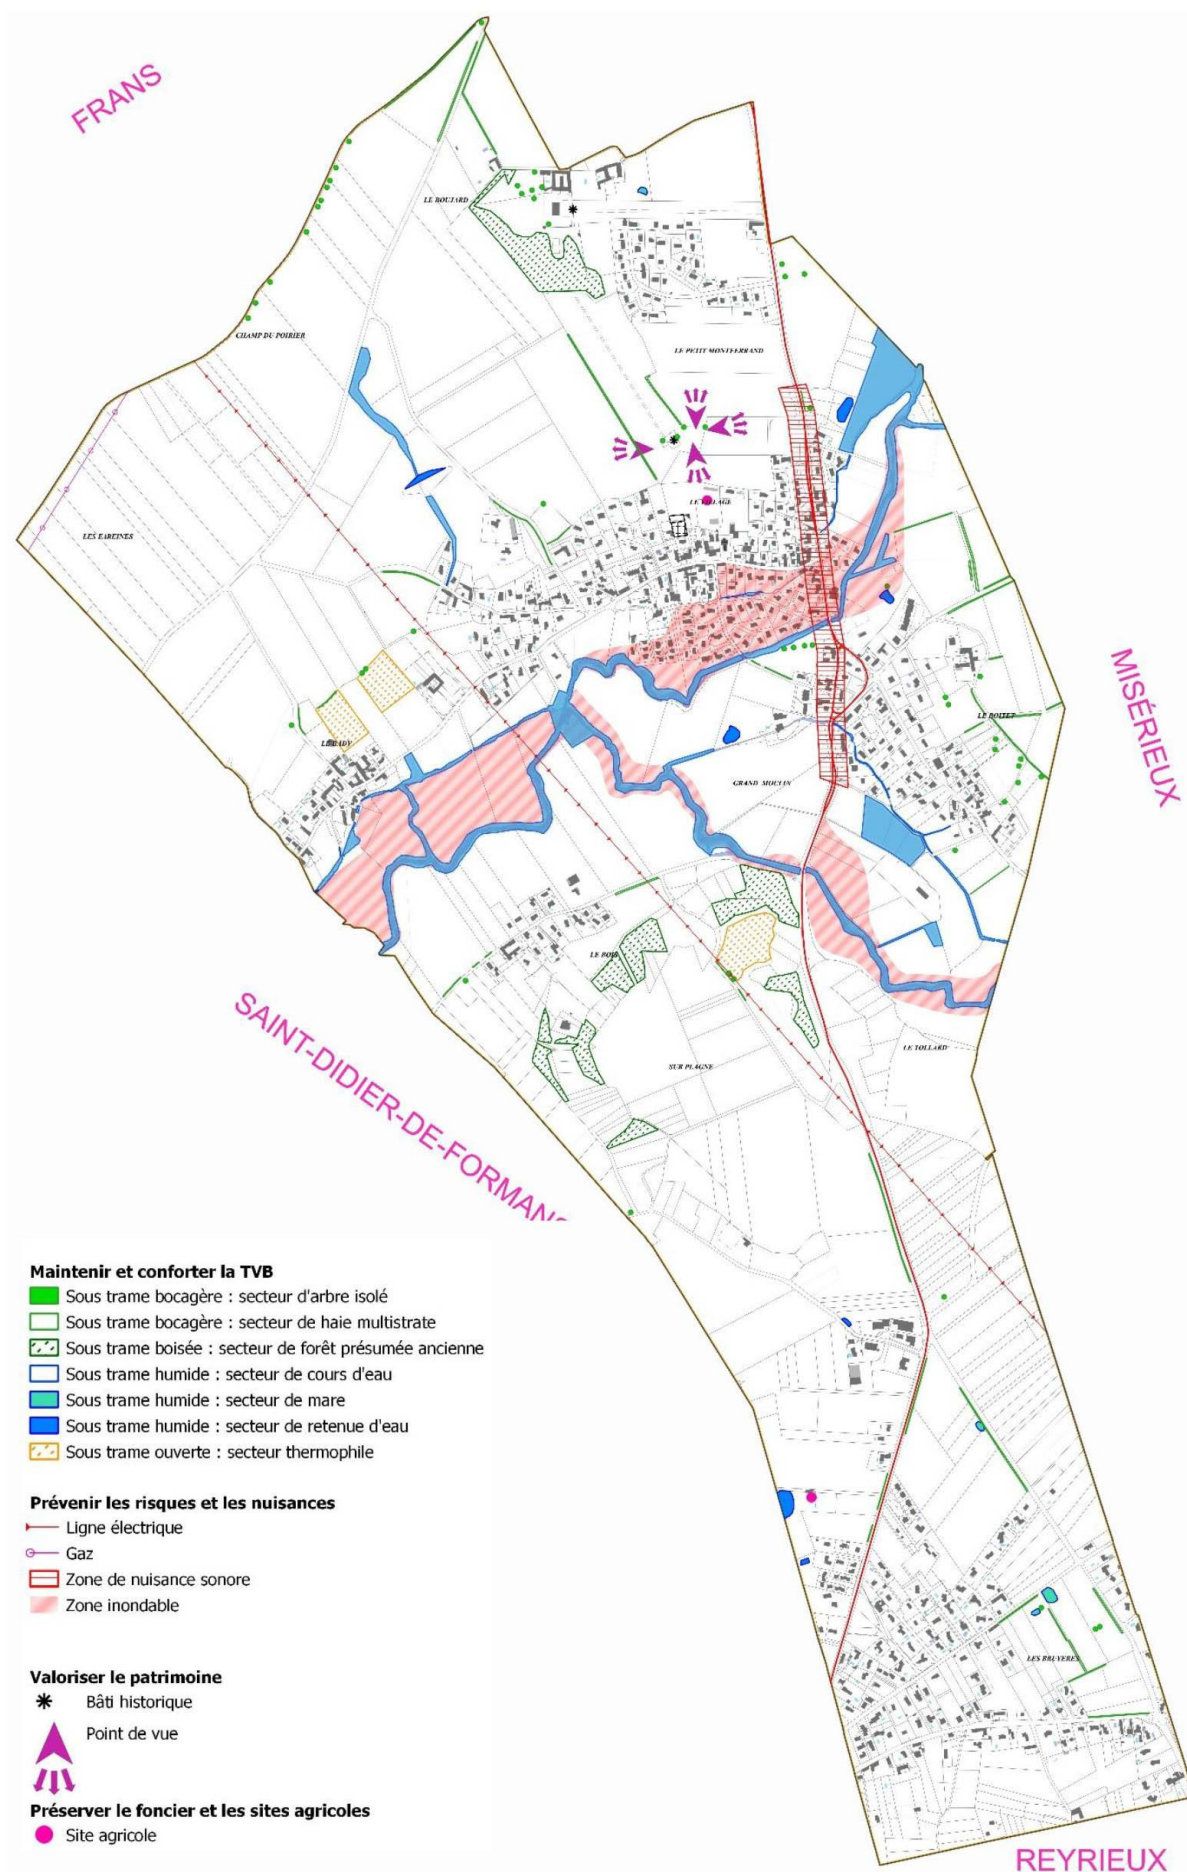 FRANS
LE BOUJARD
CHAMP DU POIRIER
LE PETIT MONTFERRAND
LES EAREINES
LE VILLAGE
MISÉRIEUX
LE BOITET
LE BADY
GRAND MOULIN
LE BOIS
SAINT-DIDIER-DE-FORMANS
LE TOLLARD
SUR PLAGNE
Maintenir et conforter la TVB
Sous trame bocagère : secteur d'arbre isolé
Sous trame bocagère : secteur de haie multistrate
Sous trame boisée : secteur de forêt présumée ancienne
Sous trame humide : secteur de cours d'eau
Sous trame humide : secteur de mare
Sous trame humide : secteur de retenue d'eau
Sous trame ouverte : secteur thermophile
Prévenir les risques et les nuisances
Ligne électrique
Gaz
Zone de nuisance sonore
Zone inondable
LES BRUYERES
Valoriser le patrimoine
Bâti historique
Point de vue
Préserver le foncier et les sites agricoles
Site agricole
REYRIEUX